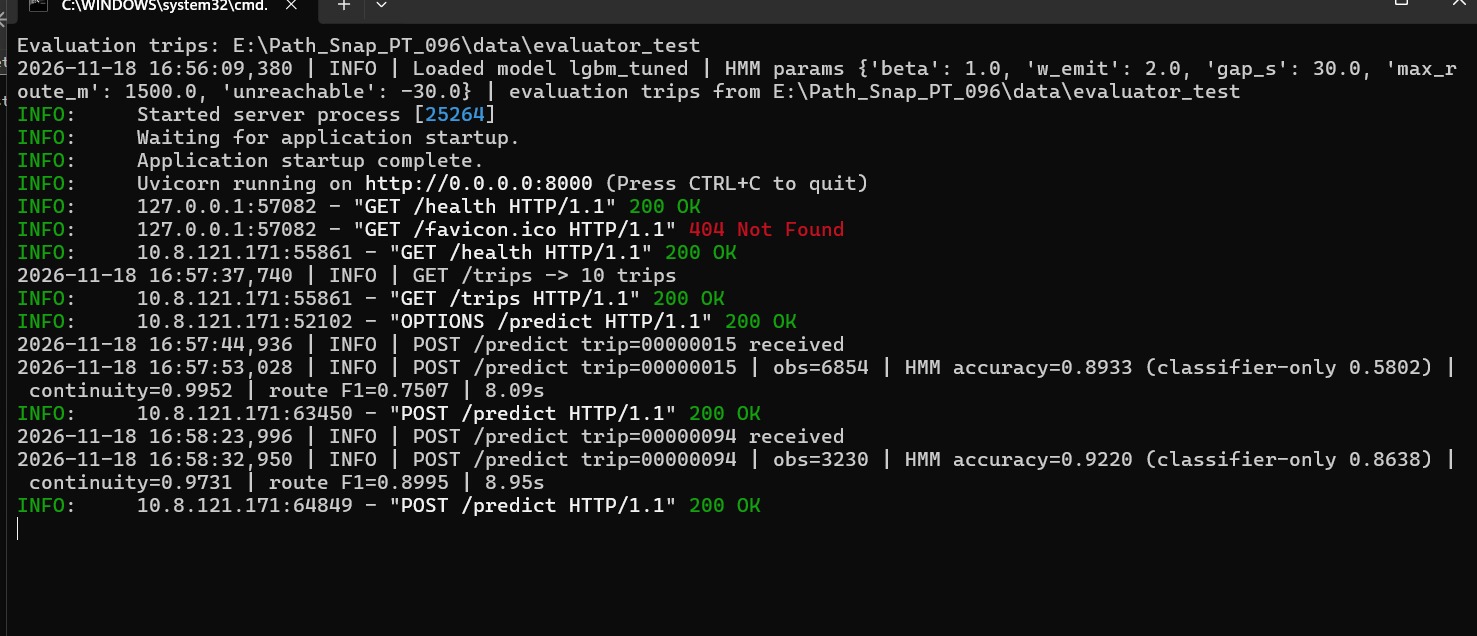 C:\WINDOWS\system32\cmd.
Evaluation trips: E:\Path_Snap_PT_096\data\evaluator_test
2026-11-18 16:56:09,380 | INFO | Loaded model lgbm_tuned | HMM params {'beta': 1.0, 'w_emit': 2.0, 'gap_s': 30.0, 'max_r
oute_m': 1500.0, 'unreachable': -30.0} | evaluation trips from E:\Path_Snap_PT_096\data\evaluator_test
INFO:     Started server process [25264]
INFO:     Waiting for application startup.
INFO:     Application startup complete.
INFO:     Uvicorn running on http://0.0.0.0:8000 (Press CTRL+C to quit)
INFO:     127.0.0.1:57082 - "GET /health HTTP/1.1" 200 OK
INFO:     127.0.0.1:57082 - "GET /favicon.ico HTTP/1.1" 404 Not Found
INFO:     10.8.121.171:55861 - "GET /health HTTP/1.1" 200 OK
2026-11-18 16:57:37,740 | INFO | GET /trips -> 10 trips
INFO:     10.8.121.171:55861 - "GET /trips HTTP/1.1" 200 OK
INFO:     10.8.121.171:52102 - "OPTIONS /predict HTTP/1.1" 200 OK
2026-11-18 16:57:44,936 | INFO | POST /predict trip=00000015 received
2026-11-18 16:57:53,028 | INFO | POST /predict trip=00000015 | obs=6854 | HMM accuracy=0.8933 (classifier-only 0.5802) |
 continuity=0.9952 | route F1=0.7507 | 8.09s
INFO:     10.8.121.171:63450 - "POST /predict HTTP/1.1" 200 OK
2026-11-18 16:58:23,996 | INFO | POST /predict trip=00000094 received
2026-11-18 16:58:32,950 | INFO | POST /predict trip=00000094 | obs=3230 | HMM accuracy=0.9220 (classifier-only 0.8638) |
 continuity=0.9731 | route F1=0.8995 | 8.95s
INFO:     10.8.121.171:64849 - "POST /predict HTTP/1.1" 200 OK